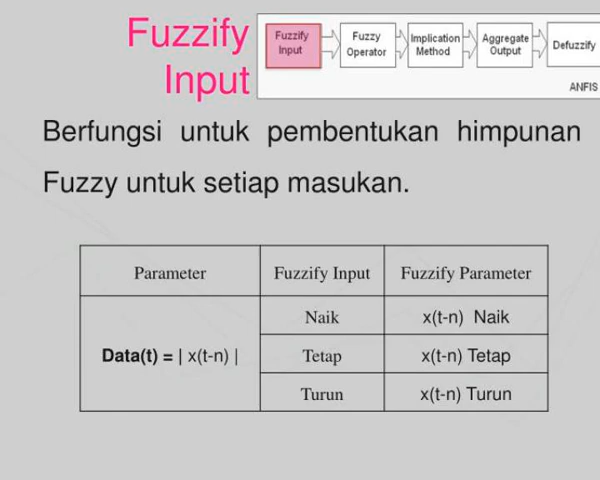 Fuzzify
Input
Fuzzify Input
Fuzzy Operator
Implication Method
Aggregate Output
Defuzzify
ANFIS
Berfungsi untuk pembentukan himpunan
Fuzzy untuk setiap masukan.
Parameter Fuzzify Input Fuzzify Parameter
Naik x(t-n) Naik
Data(t) = | x(t-n) | Tetap x(t-n) Tetap
Turun x(t-n) Turun